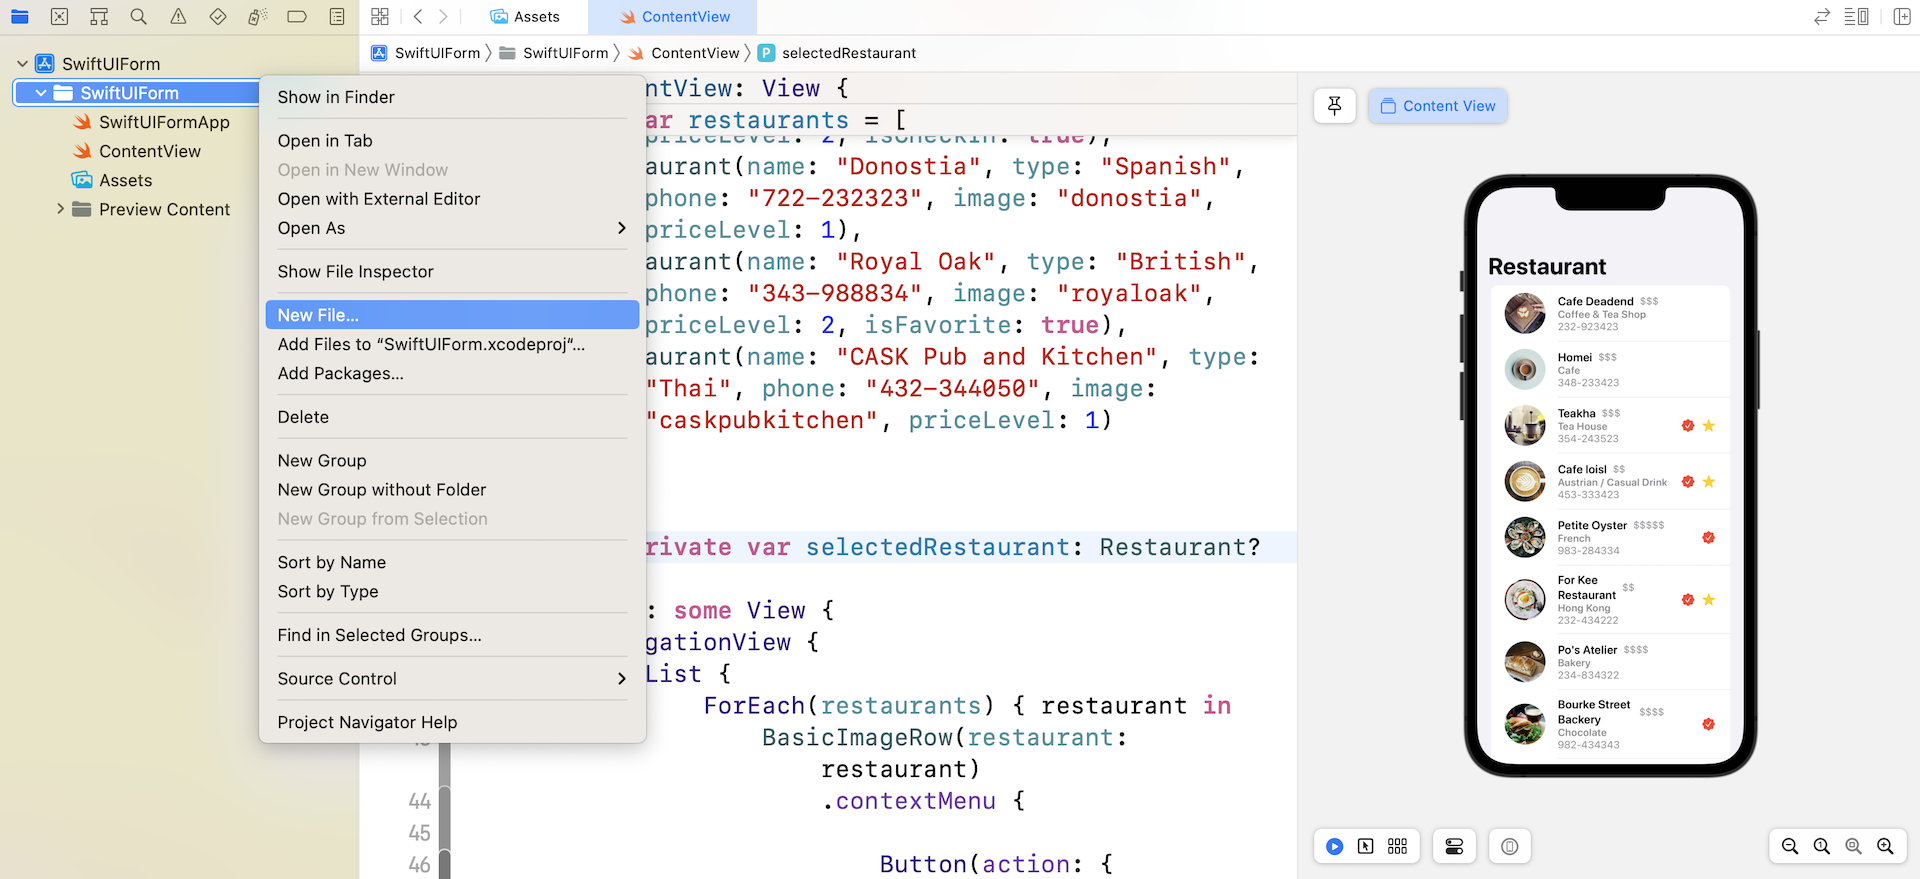 Assets
ContentView
SwiftUIForm
SwiftUIForm
ContentView
selectedRestaurant
SwiftUIForm
SwiftUIForm
SwiftUIFormApp
ContentView
Assets
Preview Content
Show in Finder
Open in Tab
Open in New Window
Open with External Editor
Open As
Show File Inspector
New File...
Add Files to “SwiftUIForm.xcodeproj“...
Add Packages...
Delete
New Group
New Group without Folder
New Group from Selection
Sort by Name
Sort by Type
Find in Selected Groups...
Source Control
Project Navigator Help
ntView: View {
ar restaurants = [
priceLevel: 2, isCheckIn: true),
aurant(name: "Donostia", type: "Spanish",
phone: "722-232323", image: "donostia",
priceLevel: 1),
aurant(name: "Royal Oak", type: "British",
phone: "343-988834", image: "royaloak",
priceLevel: 2, isFavorite: true),
aurant(name: "CASK Pub and Kitchen", type:
"Thai", phone: "432-344050", image:
"caskpubkitchen", priceLevel: 1)
rivate var selectedRestaurant: Restaurant?
: some View {
gationView {
List {
ForEach(restaurants) { restaurant in
BasicImageRow(restaurant:
restaurant)
44 .contextMenu {
45
46 Button(action: {
P
Content View
Restaurant
Cafe Deadend $$$
Coffee & Tea Shop
232-923423
Homei $$$
Cafe
348-233423
Teakha $$$
Tea House
354-243523
Cafe loisl $$
Austrian / Casual Drink
453-333423
Petite Oyster $$$$$
French
983-284334
For Kee
Restaurant $$
Hong Kong
232-434222
Po's Atelier $$$$
Bakery
234-834322
Bourke Street
Backery $$$$
Chocolate
982-434343